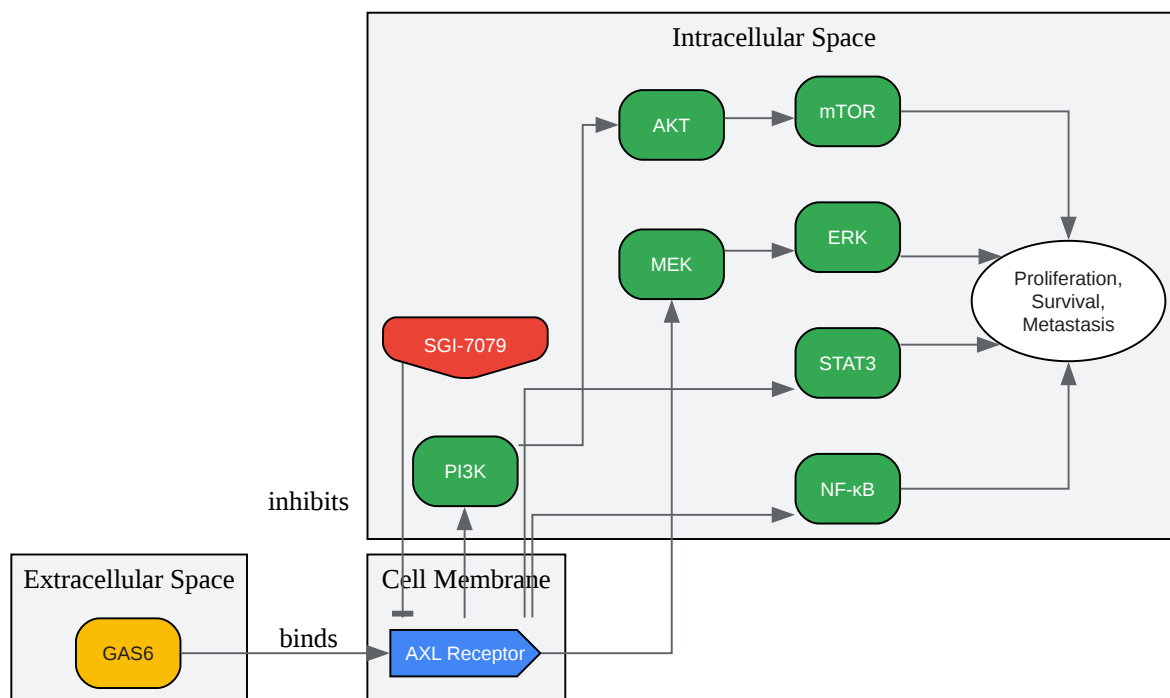 Intracellular Space
mTOR
AKT
ERK
MEK
Proliferation,
Survival,
Metastasis
SGI-7079
STAT3
PI3K
NF-κB
inhibits
Extracellular Space
Cell Membrane
GAS6
binds
AXL Receptor